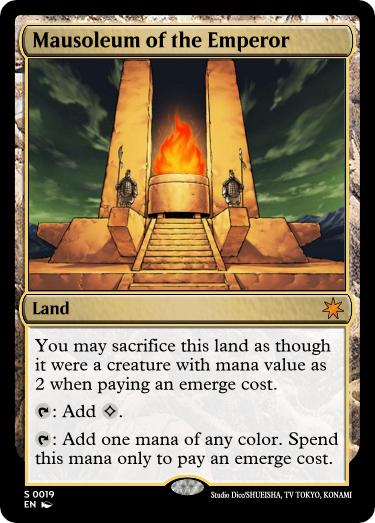 Mausoleum of the Emperor
Land
You may sacrifice this land as though
it were a creature with mana value as
2 when paying an emerge cost.
: Add .
: Add one mana of any color. Spend
this mana only to pay an emerge cost.
S 0019
EN
Studio Dice/SHUEISHA, TV TOKYO, KONAMI